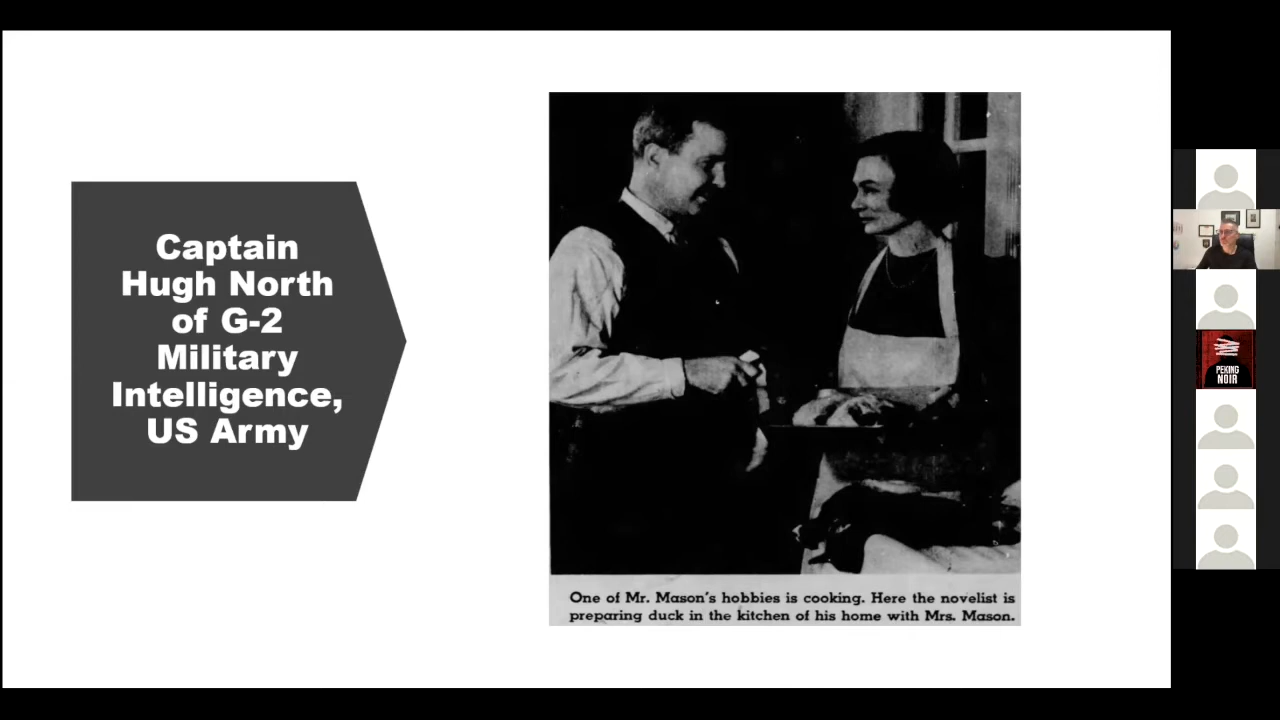 Captain
Hugh North
of G-2
Military
Intelligence,
US Army
One of Mr. Mason's hobbies is cooking. Here the novelist is
preparing duck in the kitchen of his home with Mrs. Mason.
PEKING
NOIR